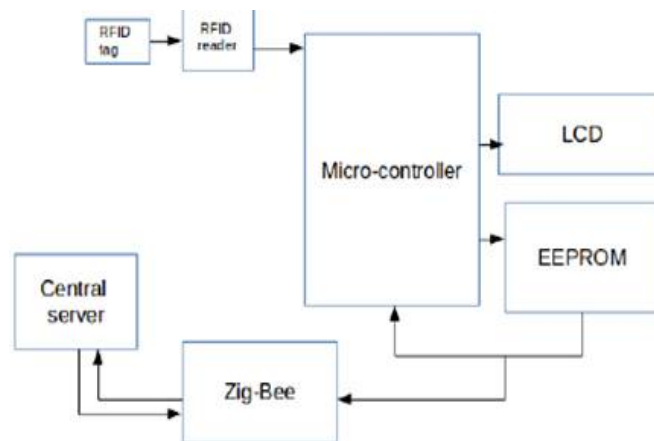 RFID
tag
RFID
reader
Micro-controller
LCD
EEPROM
Central
server
Zig-Bee